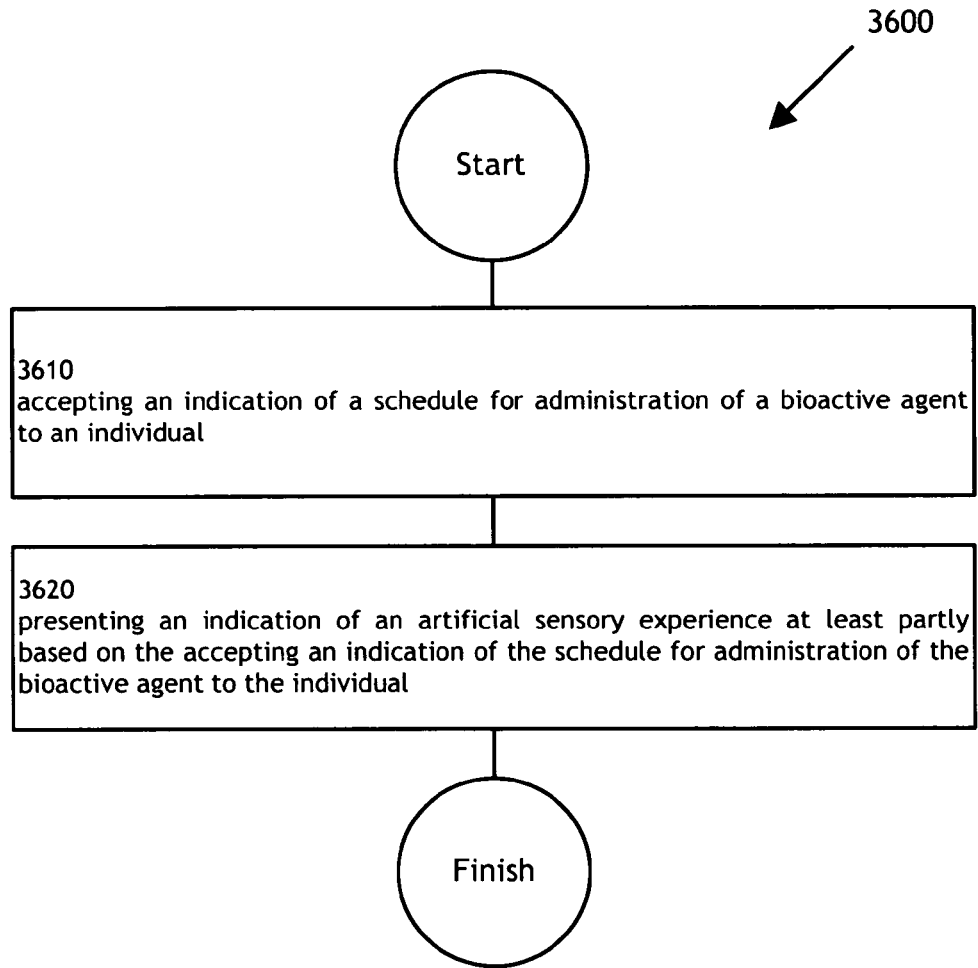 3600
Start
3610
accepting an indication of a schedule for administration of a bioactive agent
to an individual
3620
presenting an indication of an artificial sensory experience at least partly
based on the accepting an indication of the schedule for administration of the
bioactive agent to the individual
Finish